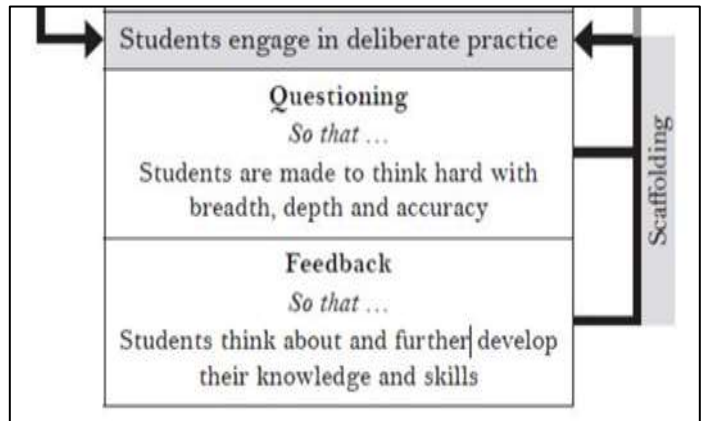 Students engage in deliberate practice
Questioning
So that ...
Students are made to think hard with
breadth, depth and accuracy
Feedback
So that ...
Students think about and further develop
their knowledge and skills
Scaffolding